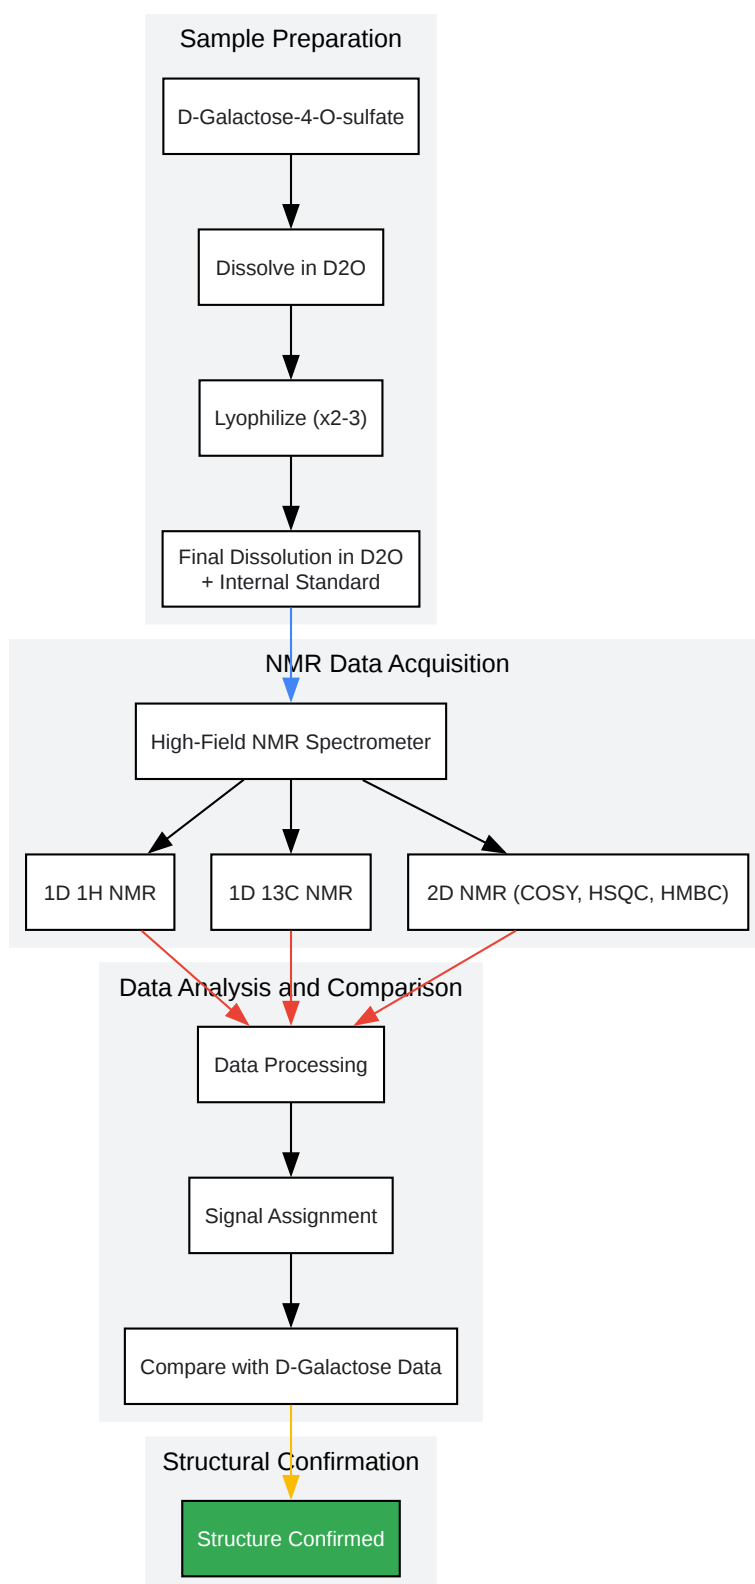 Sample Preparation
D-Galactose-4-O-sulfate
Dissolve in D2O
Lyophilize (x2-3)
Final Dissolution in D2O
+ Internal Standard
NMR Data Acquisition
High-Field NMR Spectrometer
1D 1H NMR
1D 13C NMR
2D NMR (COSY, HSQC, HMBC)
Data Analysis and Comparison
Data Processing
Signal Assignment
Compare with D-Galactose Data
Structural Confirmation
Structure Confirmed